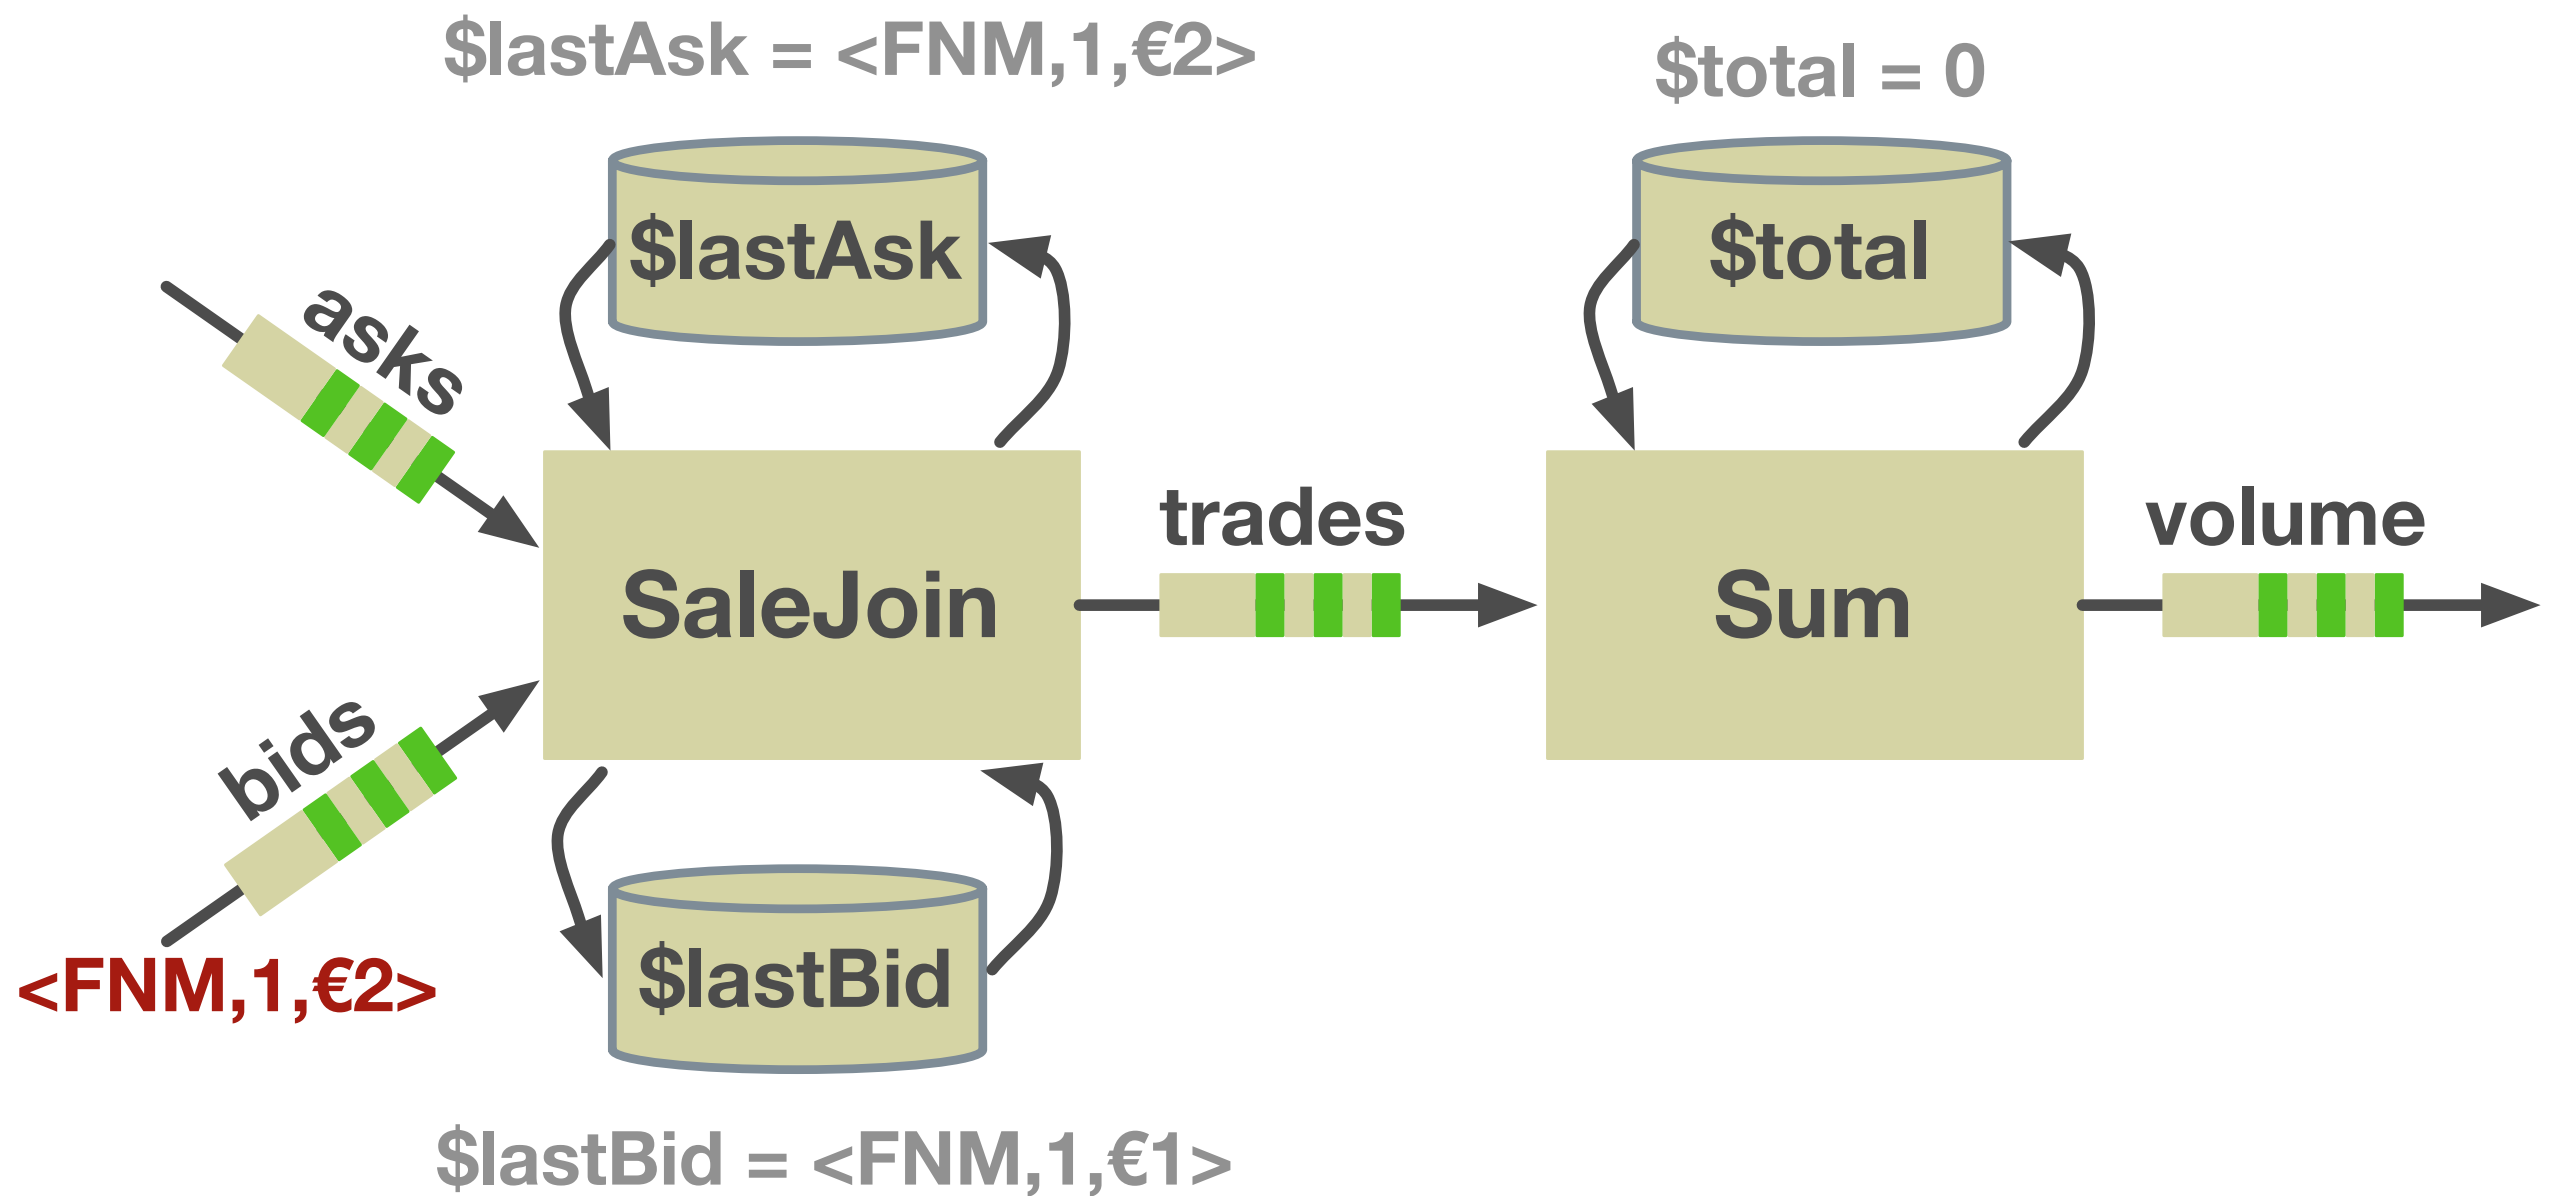 $lastAsk = <FNM,1,€2>
$total = 0
$lastAsk
$total
asks
trades
volume
SaleJoin
Sum
bids
<FNM,1,€2>
$lastBid
$lastBid = <FNM,1,€1>